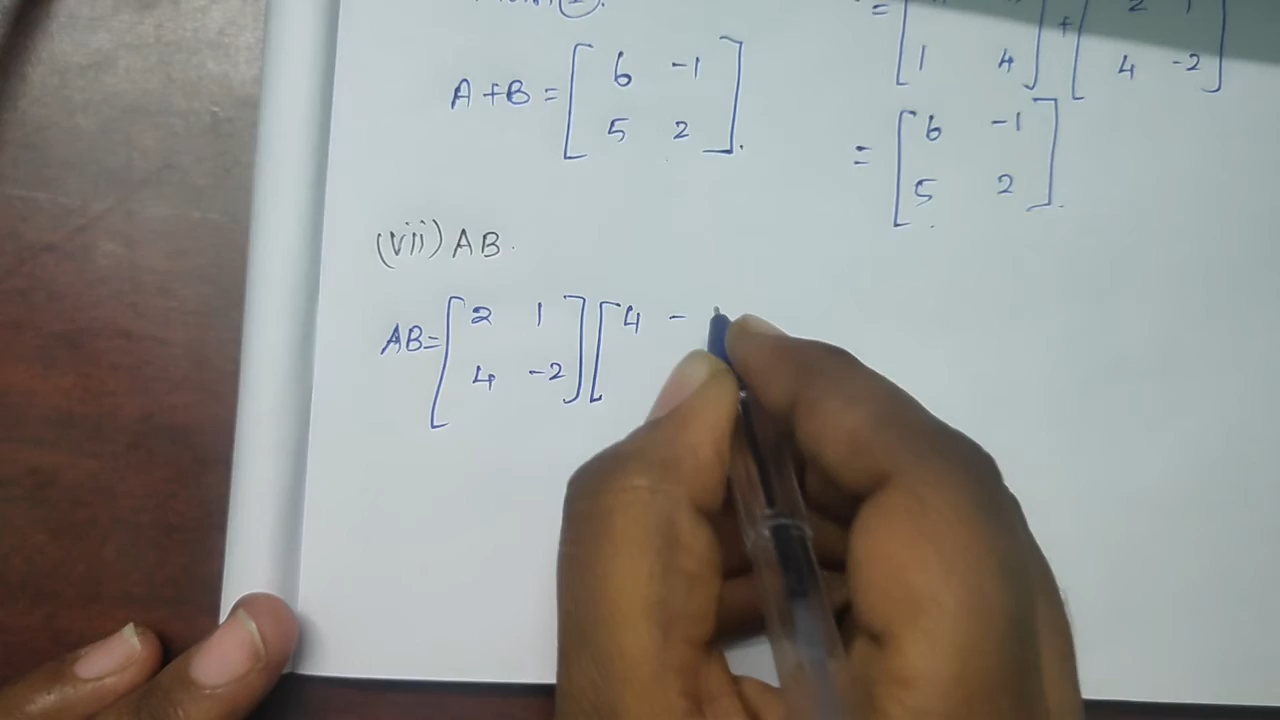 A+B = [ 6 -1
5 2 ].
= [
1 4 ] + [ 2 1
4 -2 ]
= [ 6 -1
5 2 ].
(vii) AB.
AB = [ 2 1
4 -2 ] [ 4 -